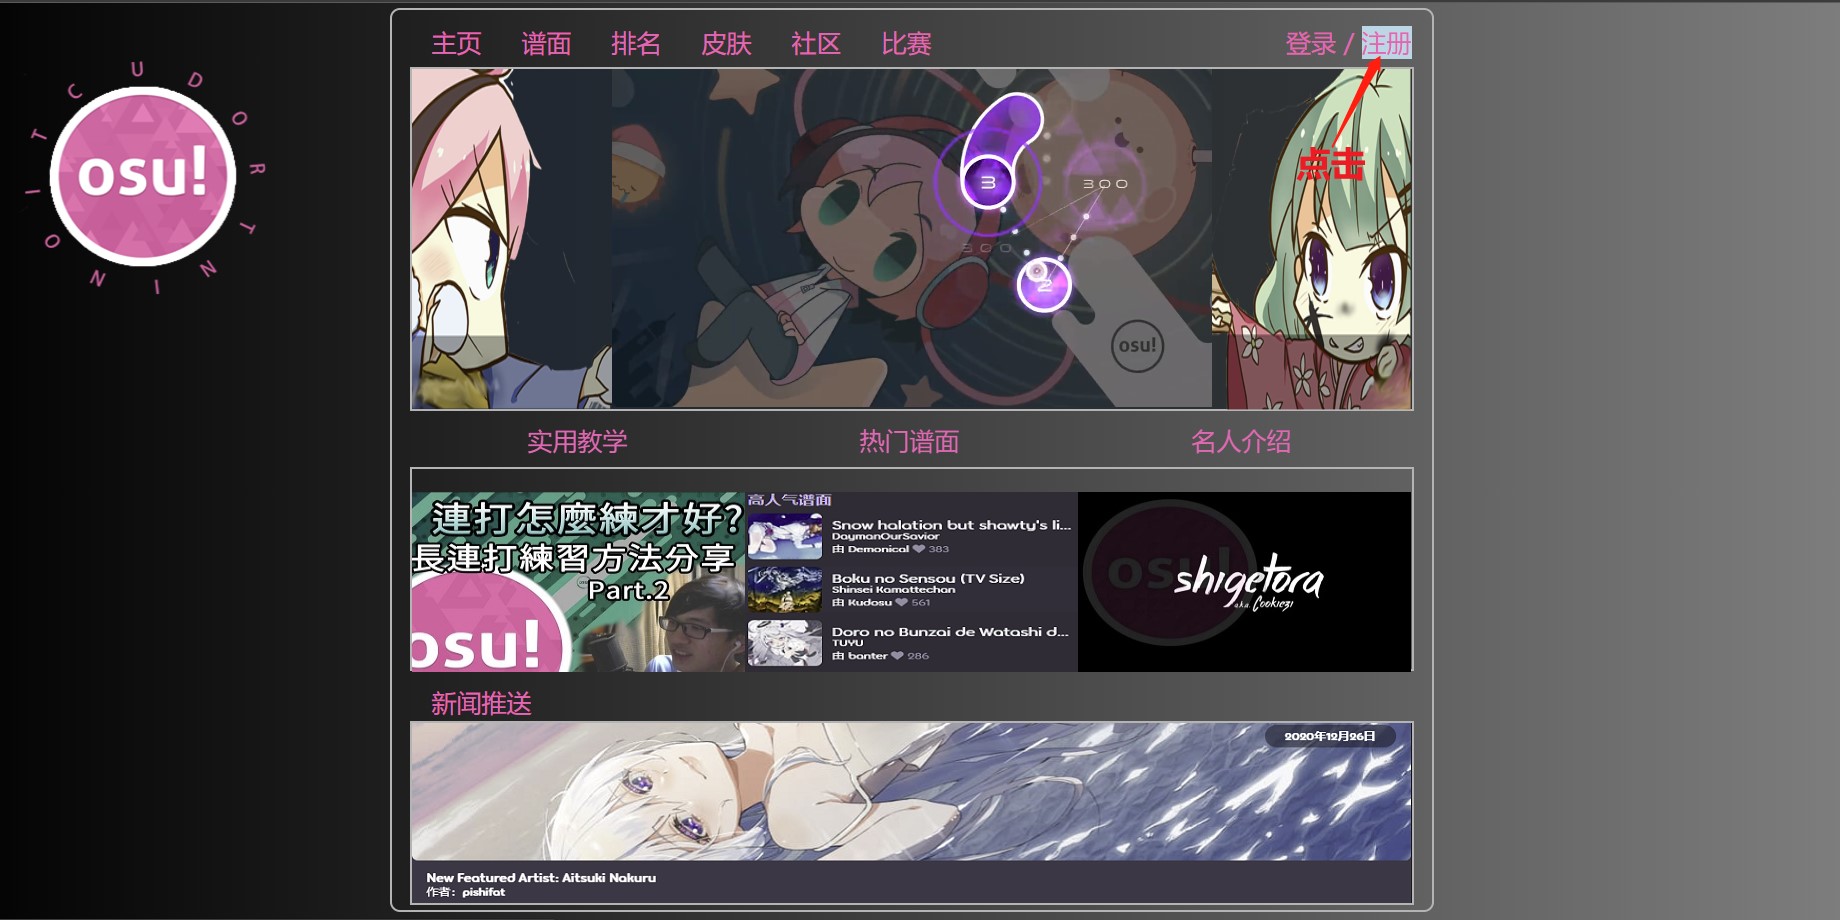 主页 谱面 排名 皮肤 社区 比赛 登录 / 注册
点击
INTRODUCTION
osu!
3
300
300
2
osu!
实用教学 热门谱面 名人介绍
連打怎麼練才好?
長連打練習方法分享
Part.2
osu!
高人气谱面
Snow halation but shawty's li...
DaymanOurSavior
由 Demonical 383
Boku no Sensou (TV Size)
Shinsei Kamattechan
由 Kudosu 561
Doro no Bunzai de Watashi d...
TUYU
由 banter 286
osu!
shigetora
a.k.a. Cookiezi
新闻推送
2020年12月26日
New Featured Artist: Aitsuki Nakuru
作者：pishifat